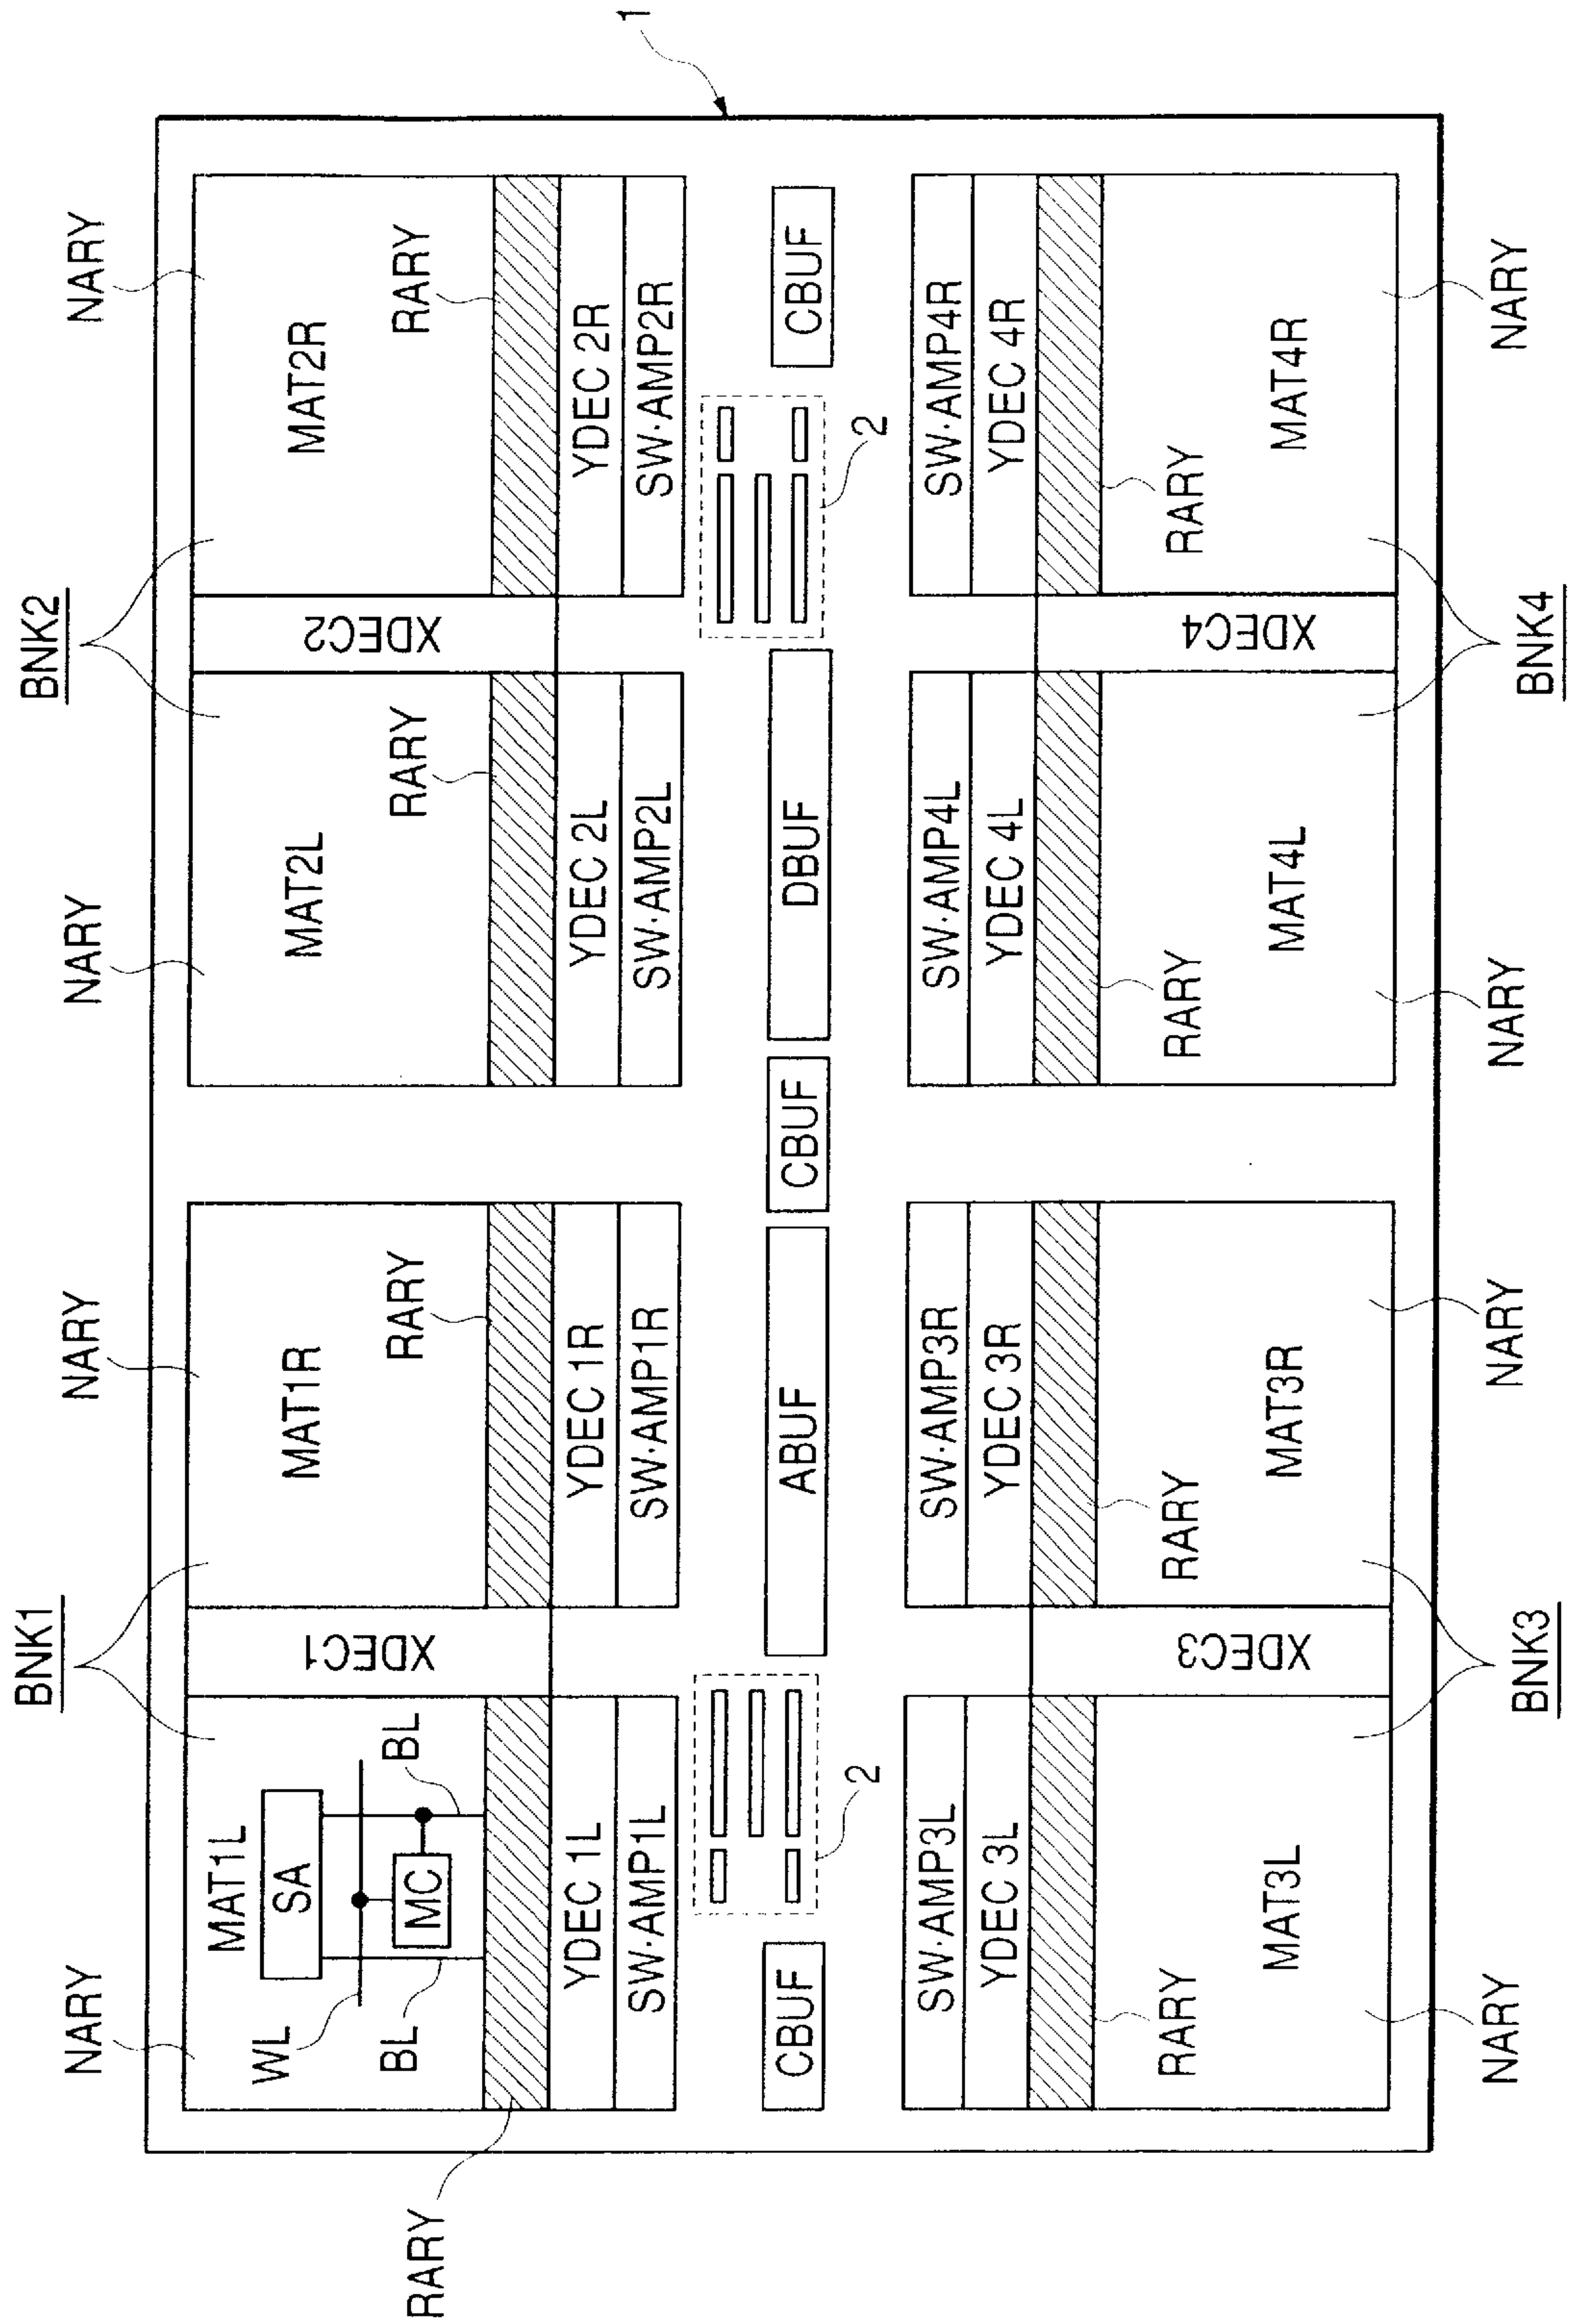 BNK1
BNK2
NARY
NARY
NARY
NARY
MAT1L
MAT1R
MAT2L
MAT2R
SA
WL
XDEC1
XDEC2
BL
BL
MC
RARY
RARY
RARY
RARY
YDEC 1L
YDEC 1R
YDEC 2L
YDEC 2R
SW·AMP1L
SW·AMP1R
SW·AMP2L
SW·AMP2R
1
CBUF
ABUF
CBUF
DBUF
CBUF
2
2
SW·AMP3L
SW·AMP3R
SW·AMP4L
SW·AMP4R
YDEC 3L
YDEC 3R
YDEC 4L
YDEC 4R
RARY
RARY
RARY
RARY
XDEC3
XDEC4
MAT3L
MAT3R
MAT4L
MAT4R
NARY
NARY
NARY
NARY
BNK3
BNK4